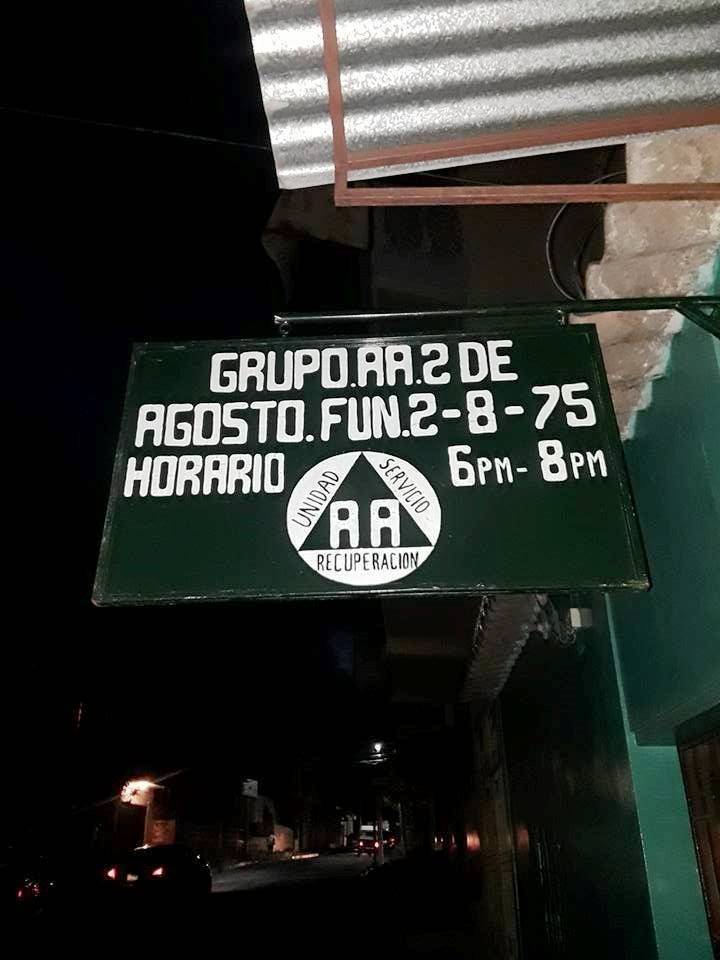 GRUPO.AA.2 DE
AGOSTO.FUN.2-8-75
HORARIO 6PM-8PM
UNIDAD SERVICIO
AA
RECUPERACION